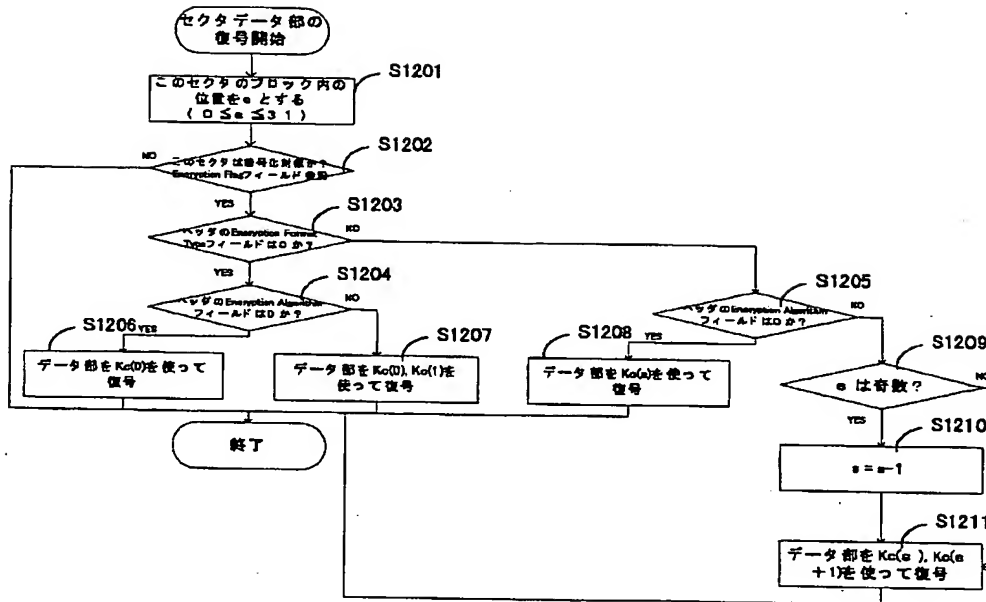 セクタデータ部の
復号開始
S1201
このセクタのブロック内の
位置をsとする
(0≦s≦31)
S1202
NO
このセクタは暗号化対象か?
Encryption Flagフィールド参照
YES
S1203
NO
ヘッダのEncryption Format
Typeフィールドは0か?
YES
S1204
NO
ヘッダのEncryption Algorithm
フィールドは0か?
S1205
NO
ヘッダのEncryption Algorithm
フィールドは0か?
S1206
YES
データ部をKc(0)を使って
復号
S1207
データ部をKc(0), Kc(1)を
使って復号
S1208
YES
データ部をKc(s)を使って
復号
S1209
NO
s は奇数?
YES
S1210
s = s-1
S1211
データ部をKc(s), Kc(s
+1)を使って復号
終了